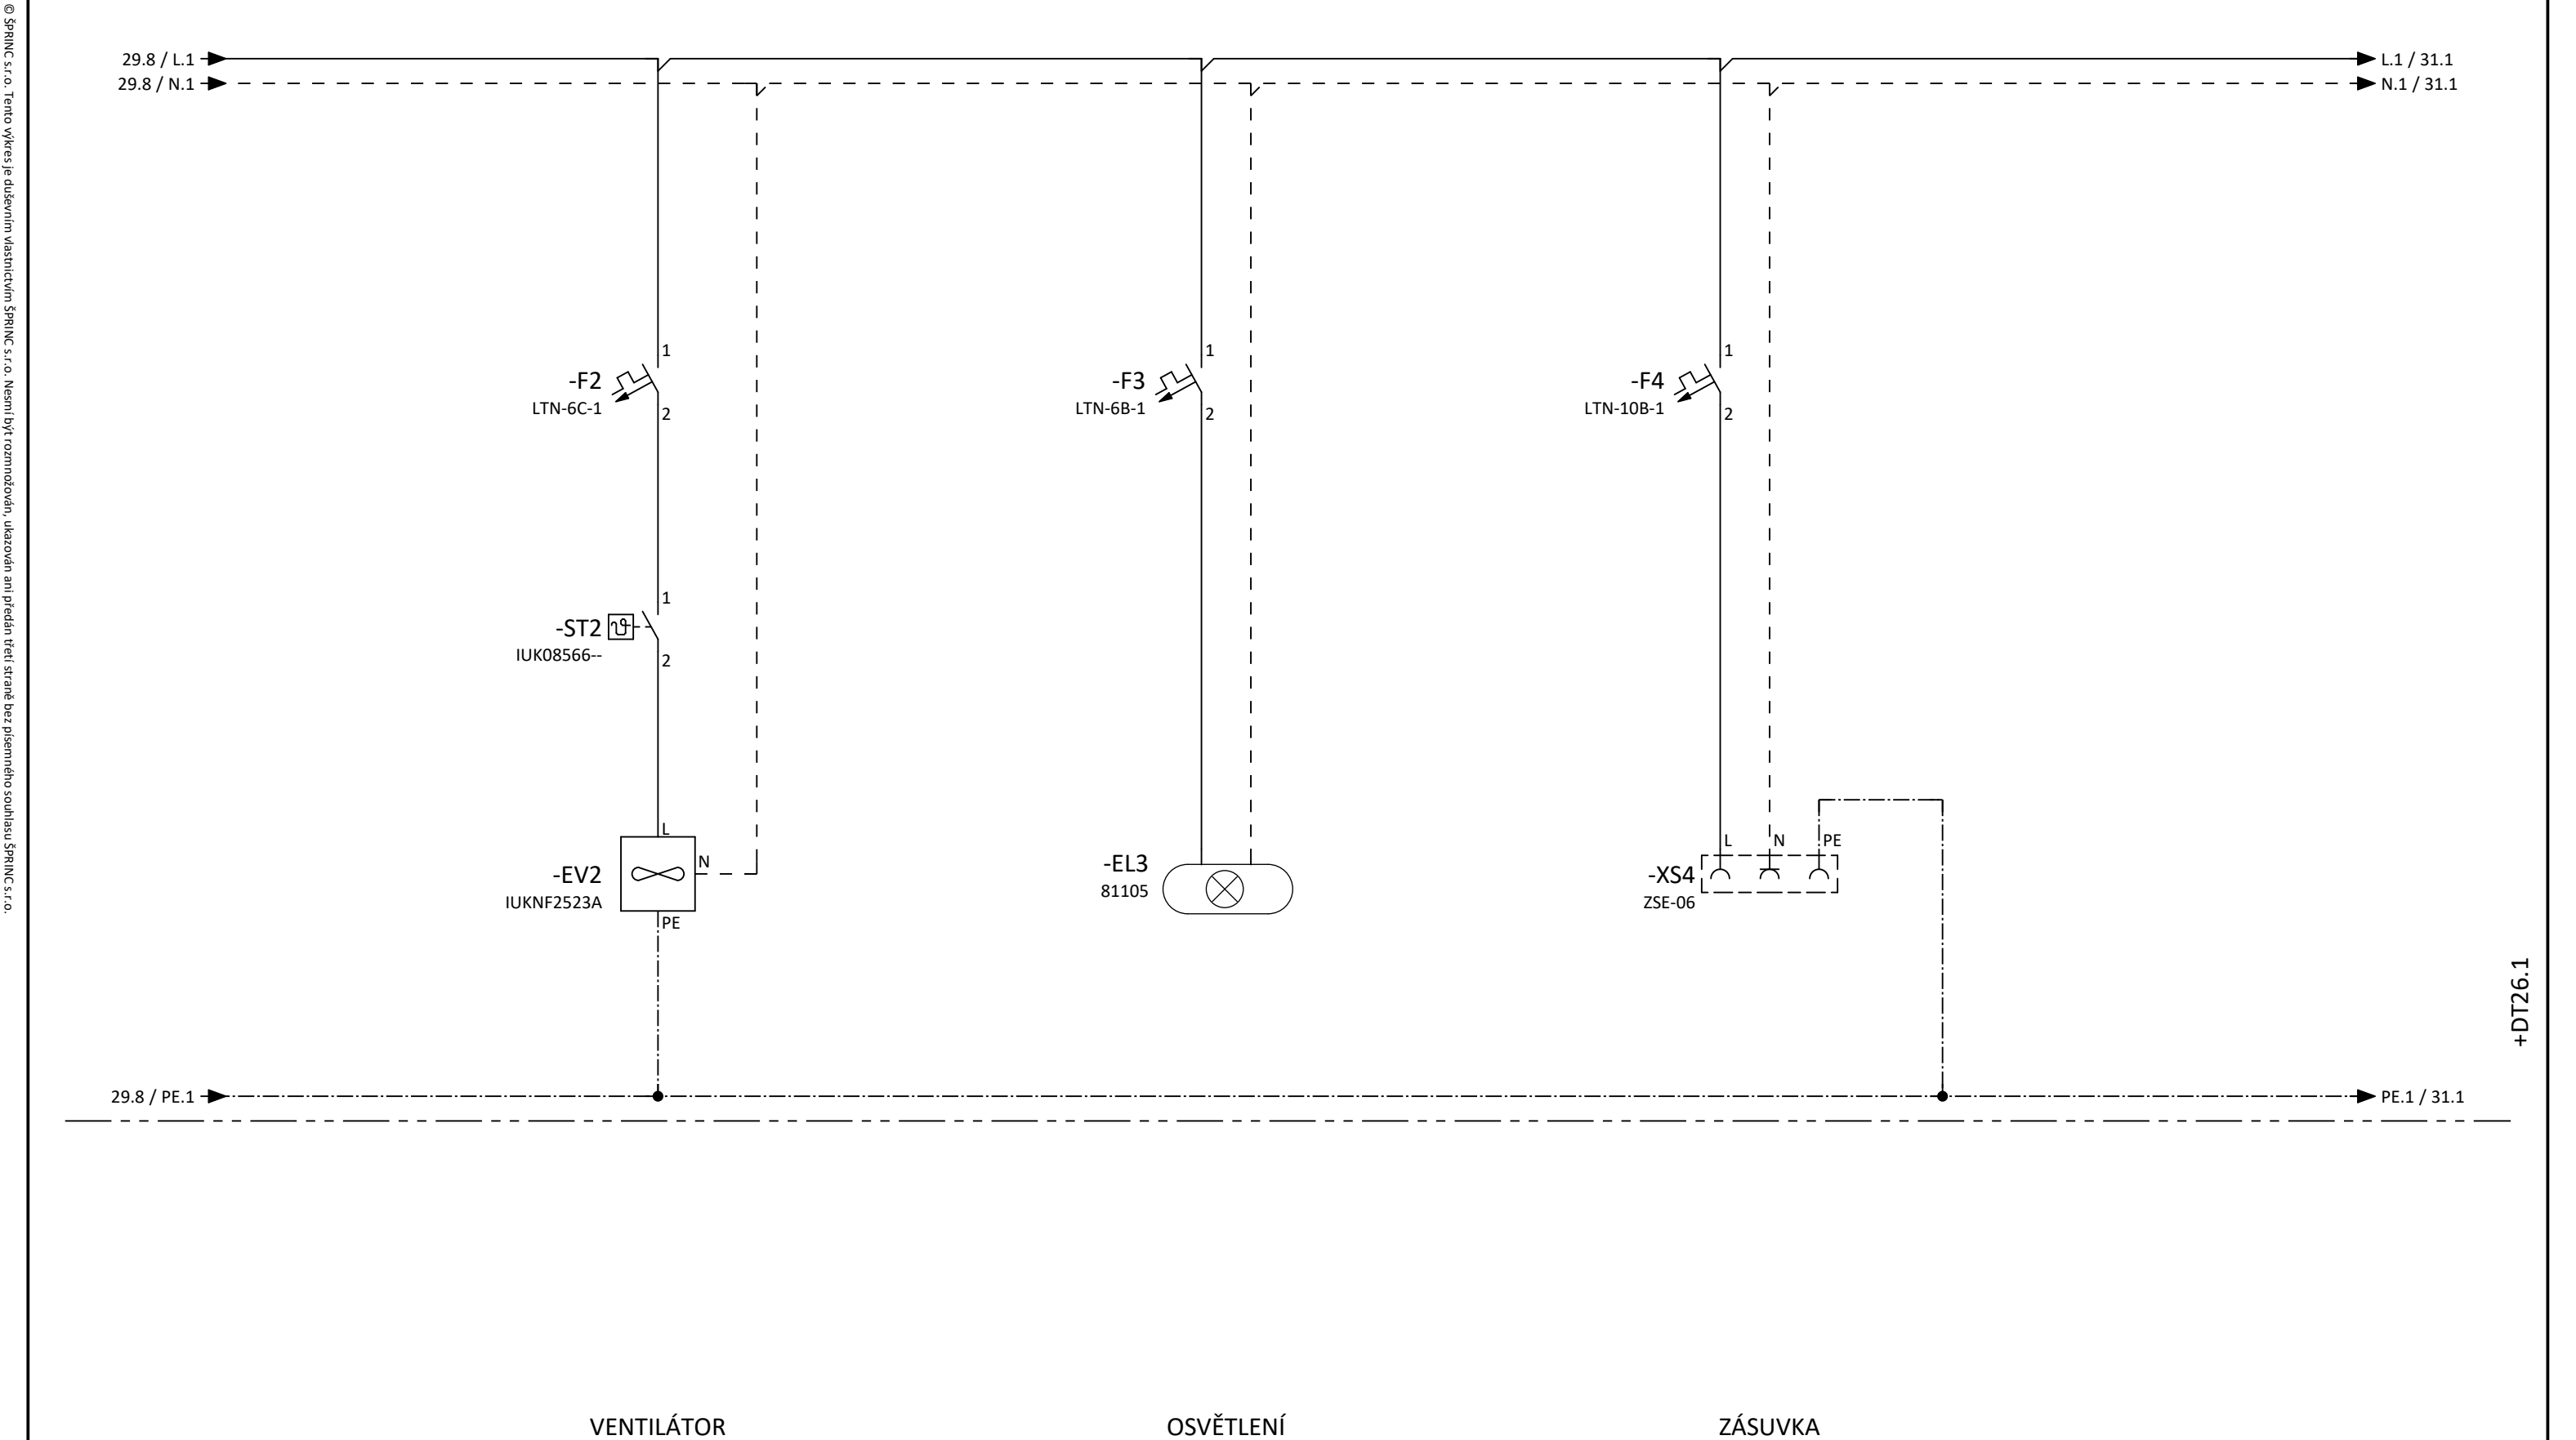 © ŠPRINC s.r.o. Tento výkres je duševním vlastnictvím ŠPRINC s.r.o. Nesmí být rozmnožován, ukazován ani předán třetí straně bez písemného souhlasu ŠPRINC s.r.o.
29.8 / L.1
L.1 / 31.1
29.8 / N.1
N.1 / 31.1
1
-F2
LTN-6C-1
2
1
-F3
LTN-6B-1
2
1
-F4
LTN-10B-1
2
1
-ST2
IUK08566--
2
L
N
-EV2
IUKNF2523A
PE
-EL3
81105
L N PE
-XS4
ZSE-06
+DT26.1
29.8 / PE.1
PE.1 / 31.1
VENTILÁTOR
OSVĚTLENÍ
ZÁSUVKA